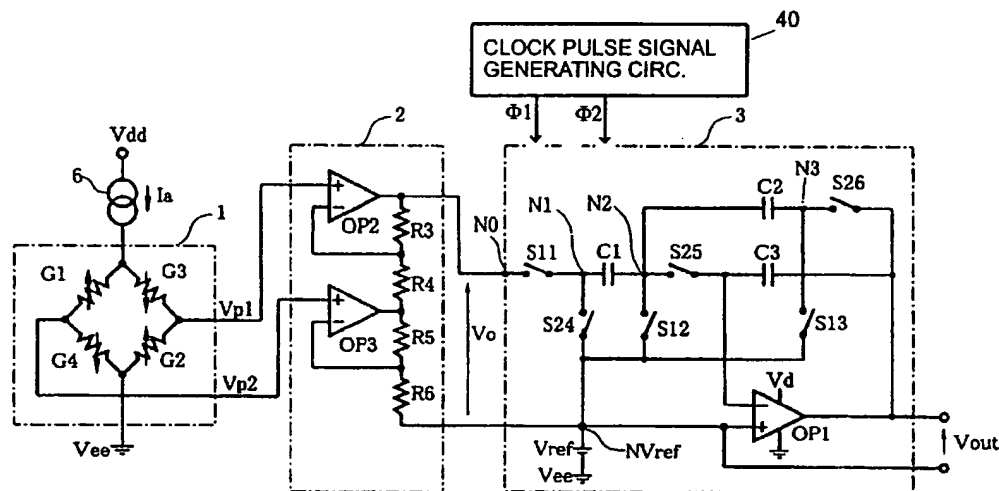 40
CLOCK PULSE SIGNAL
GENERATING CIRC.
Φ1
Φ2
2
3
Vdd
6
Ia
1
G1
G3
G4
G2
Vp1
Vp2
Vee
OP2
R3
R4
OP3
R5
R6
Vo
N0
S11
N1
C1
N2
S25
C2
N3
S26
C3
S24
S12
S13
Vd
OP1
Vref
Vee
NVref
Vout